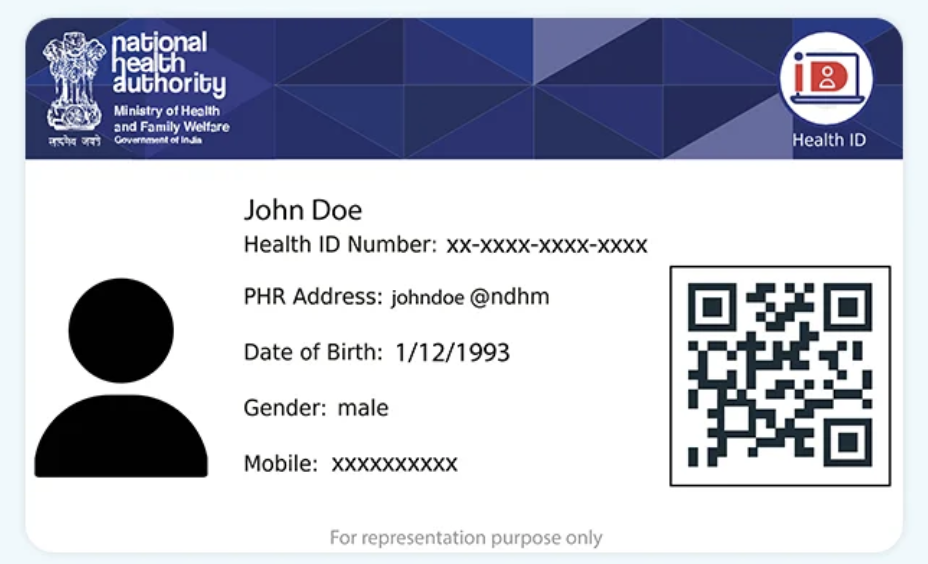 national
health
authority
Ministry of Health
and Family Welfare
Government of India
सत्यमेव जयते
iD
Health ID
John Doe
Health ID Number: xx-xxxx-xxxx-xxxx
PHR Address: johndoe @ndhm
Date of Birth: 1/12/1993
Gender: male
Mobile: xxxxxxxxxx
For representation purpose only